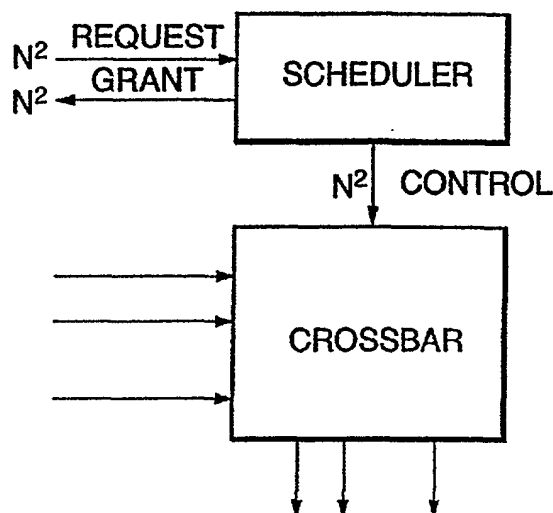 N² REQUEST
N² GRANT
SCHEDULER
N² CONTROL
CROSSBAR